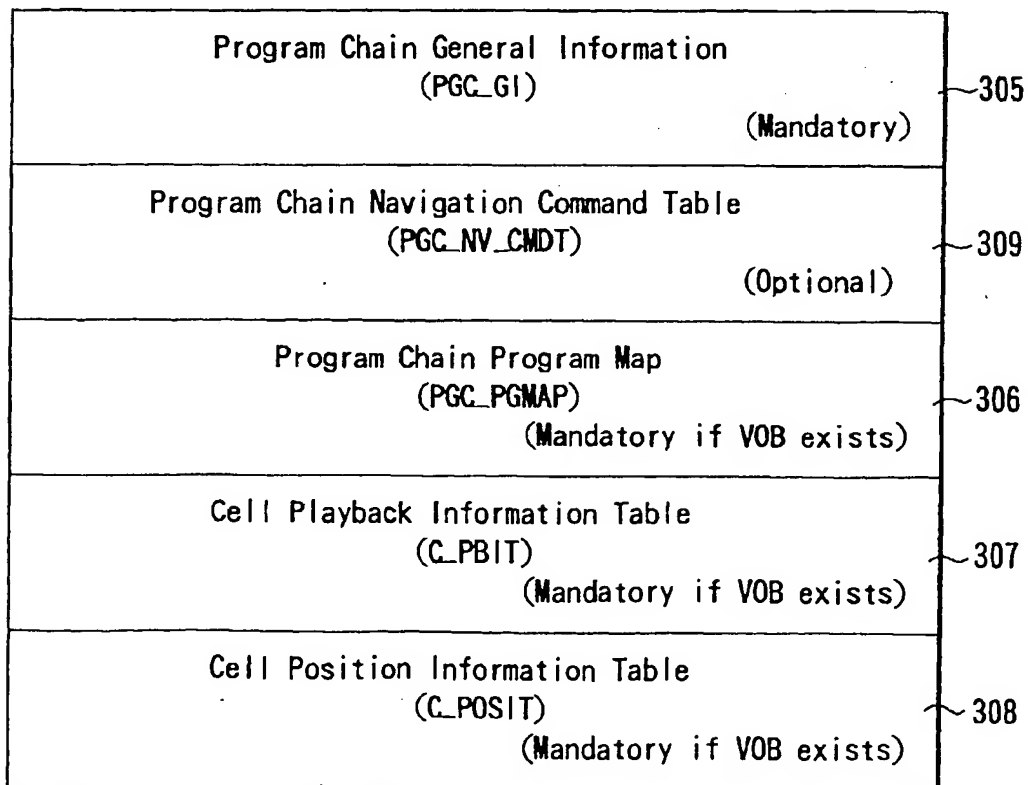 Program Chain General Information
(PGC_GI)
305
(Mandatory)
Program Chain Navigation Command Table
(PGC_NV_CMDT)
309
(Optional)
Program Chain Program Map
(PGC_PGMAP)
306
(Mandatory if VOB exists)
Cell Playback Information Table
(C_PBIT)
307
(Mandatory if VOB exists)
Cell Position Information Table
(C_POSIT)
308
(Mandatory if VOB exists)